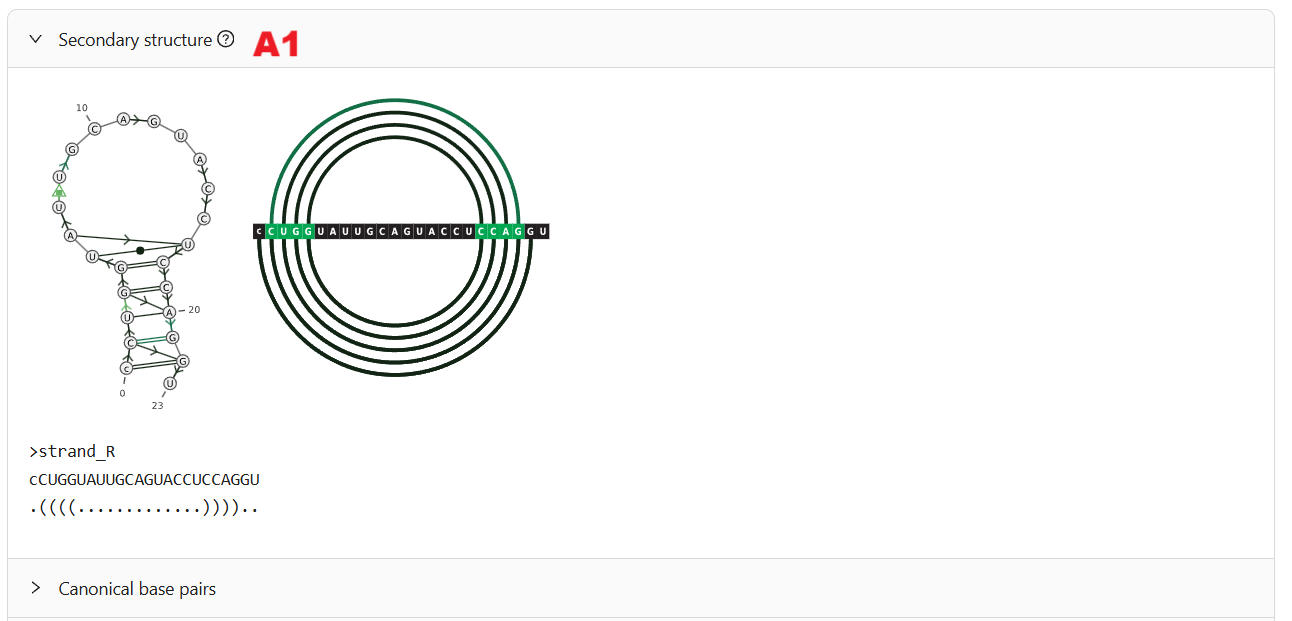 Secondary structure ? A1
10
C A G
U
G
A
U
C
U
C
A
U
U
G C
G C
U A 20
C G
c G
U
0
23
c C U G G U A U U G C A G U A C C U C C A G G U
>strand_R
cCUGGUAUUGCAGUACCUCCAGGU
.((((.............))))..
Canonical base pairs